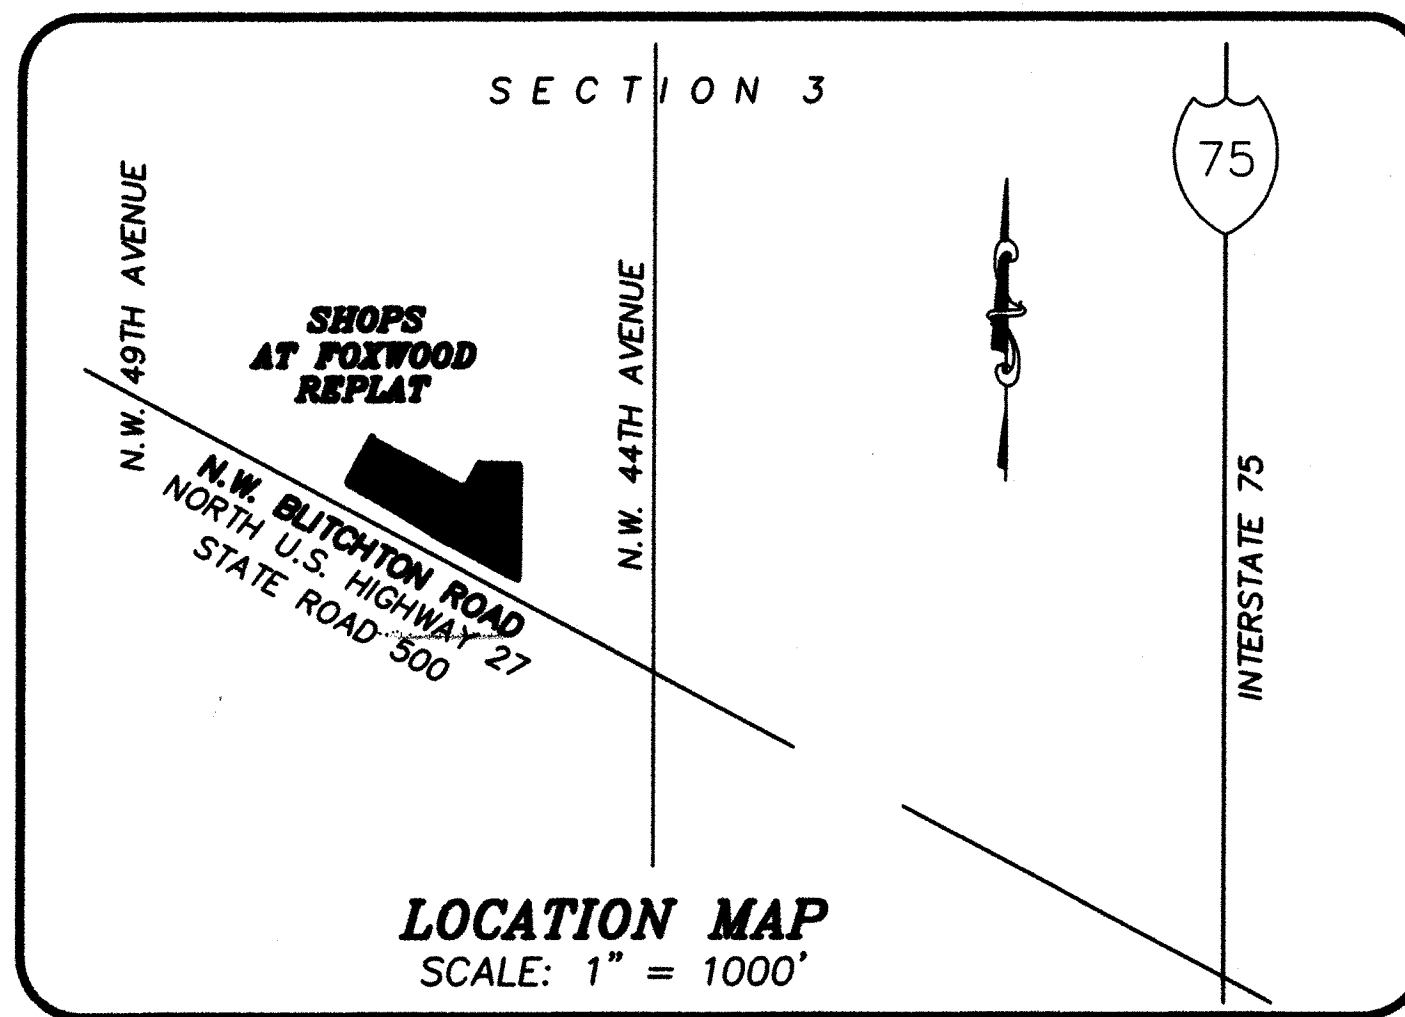 SECTION 3
75
N.W. 49TH AVENUE
SHOPS
AT FOXWOOD
REPLAT
N.W. 44TH AVENUE
N.W. BLITCHTON ROAD
NORTH U.S. HIGHWAY 27
STATE ROAD 500
INTERSTATE 75
LOCATION MAP
SCALE: 1" = 1000'